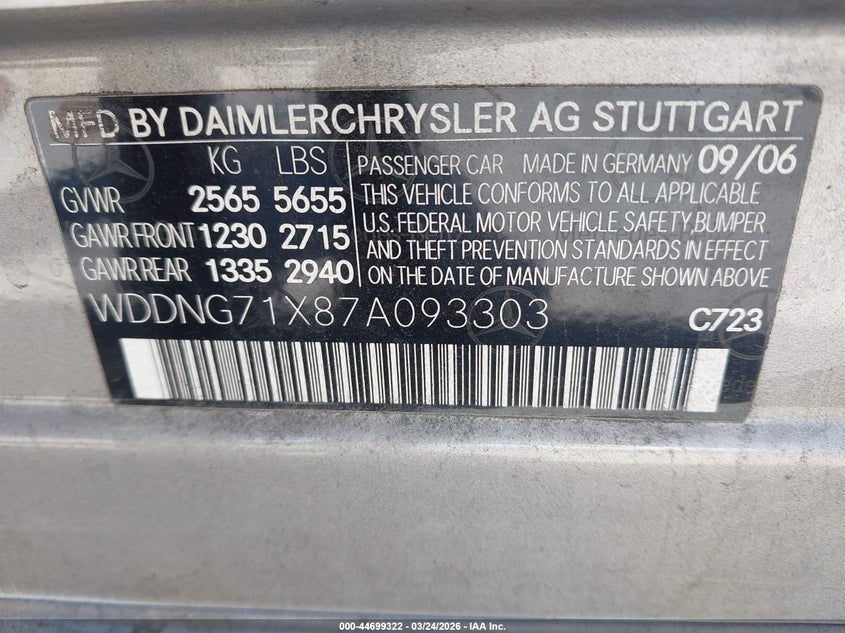 MFD BY DAIMLERCHRYSLER AG STUTTGART
KG LBS
GVWR 2565 5655
GAWR FRONT 1230 2715
GAWR REAR 1335 2940
PASSENGER CAR MADE IN GERMANY 09/06
THIS VEHICLE CONFORMS TO ALL APPLICABLE
U.S. FEDERAL MOTOR VEHICLE SAFETY, BUMPER
AND THEFT PREVENTION STANDARDS IN EFFECT
ON THE DATE OF MANUFACTURE SHOWN ABOVE
WDDNG71X87A093303
C723
000-44699322 - 03/24/2026 - IAA Inc.